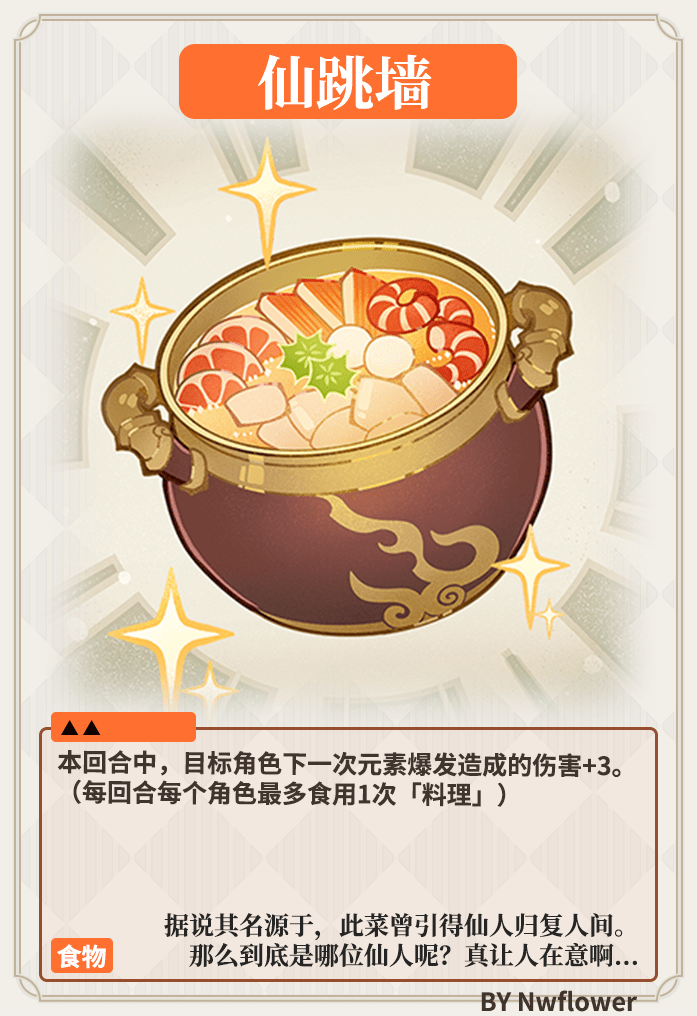 仙跳墙
▲▲
本回合中，目标角色下一次元素爆发造成的伤害+3。
（每回合每个角色最多食用1次「料理」）
据说其名源于，此菜曾引得仙人归复人间。
那么到底是哪位仙人呢？真让人在意啊…
食物
BY Nwflower